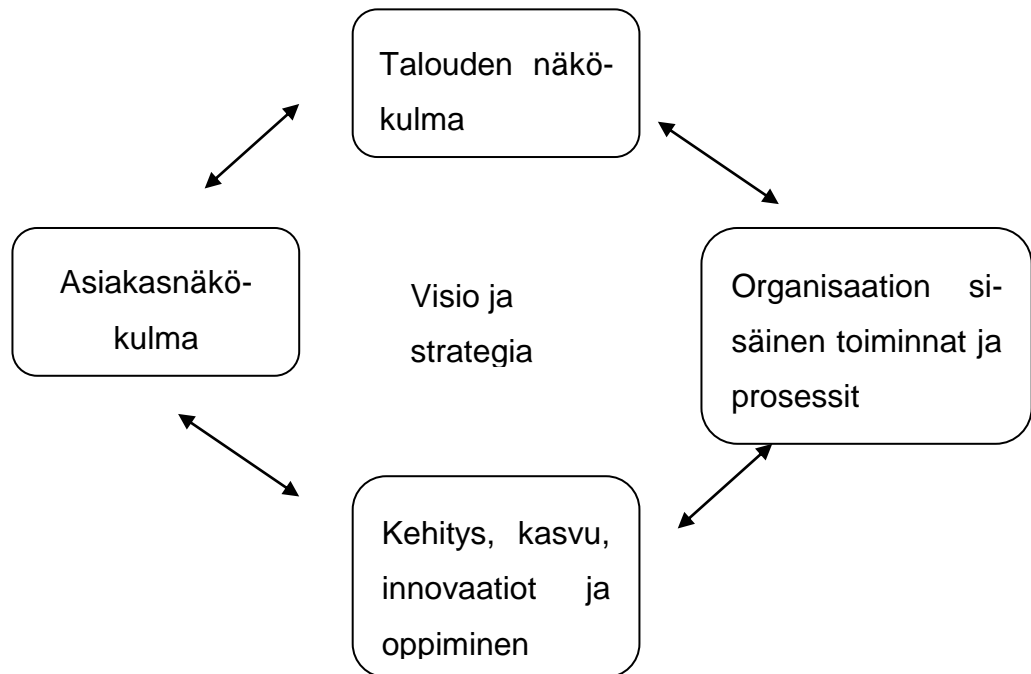 Talouden näkö-
kulma
Asiakasnäkö-
kulma
Visio ja
strategia
Organisaation si-
säinen toiminnat ja
prosessit
Kehitys, kasvu,
innovaatiot ja
oppiminen